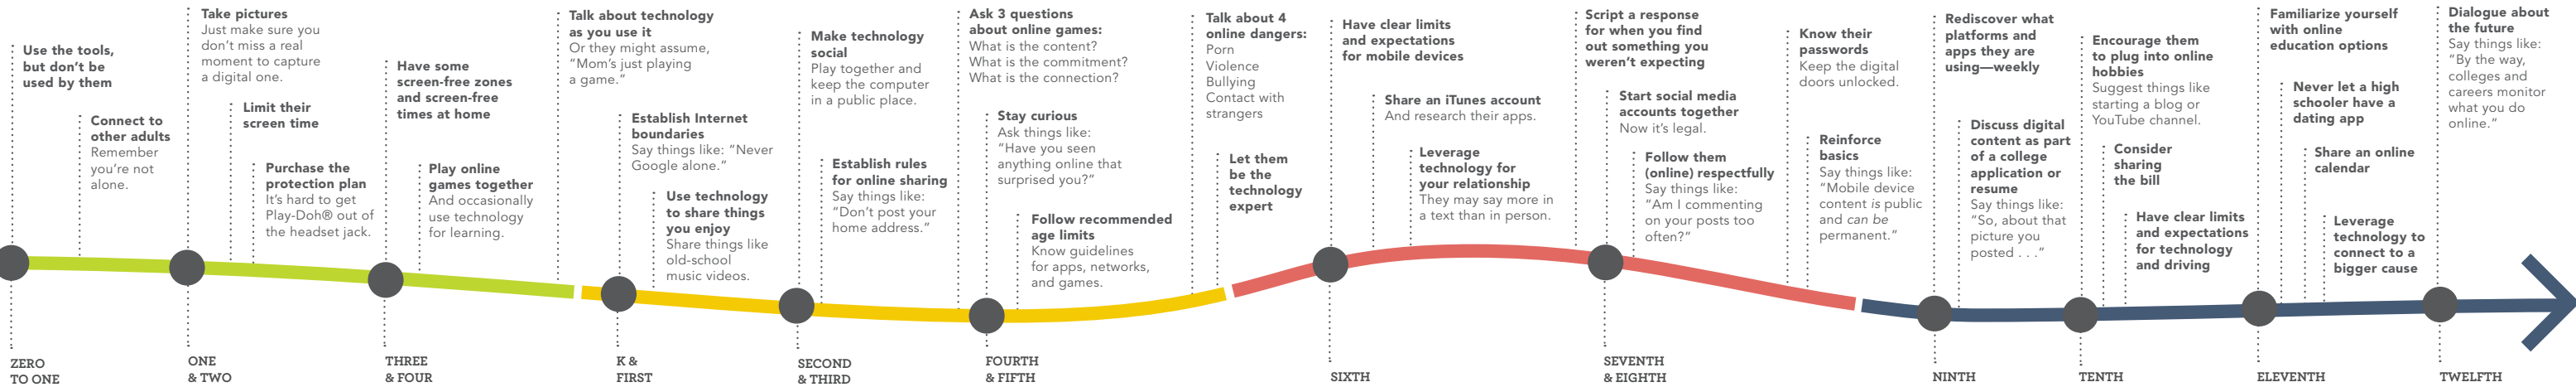 Use the tools,
but don’t be
used by them
Connect to
other adults
Remember
you’re not
alone.
ZERO
TO ONE
Take pictures
Just make sure you
don’t miss a real
moment to capture
a digital one.
Limit their
screen time
Purchase the
protection plan
It’s hard to get
Play-Doh® out of
the headset jack.
ONE
& TWO
Have some
screen-free zones
and screen-free
times at home
Play online
games together
And occasionally
use technology
for learning.
THREE
& FOUR
Talk about technology
as you use it
Or they might assume,
“Mom’s just playing
a game.”
Establish Internet
boundaries
Say things like: “Never
Google alone.”
Use technology
to share things
you enjoy
Share things like
old-school
music videos.
K &
FIRST
Make technology
social
Play together and
keep the computer
in a public place.
Establish rules
for online sharing
Say things like:
“Don’t post your
home address.”
SECOND
& THIRD
Ask 3 questions
about online games:
What is the content?
What is the commitment?
What is the connection?
Stay curious
Ask things like:
“Have you seen
anything online that
surprised you?”
Follow recommended
age limits
Know guidelines
for apps, networks,
and games.
FOURTH
& FIFTH
Talk about 4
online dangers:
Porn
Violence
Bullying
Contact with
strangers
Let them
be the
technology
expert
Have clear limits
and expectations
for mobile devices
Share an iTunes account
And research their apps.
Leverage
technology for
your relationship
They may say more in
a text than in person.
SIXTH
Script a response
for when you find
out something you
weren’t expecting
Start social media
accounts together
Now it’s legal.
Follow them
(online) respectfully
Say things like:
“Am I commenting
on your posts too
often?”
SEVENTH
& EIGHTH
Know their
passwords
Keep the digital
doors unlocked.
Reinforce
basics
Say things like:
“Mobile device
content is public
and can be
permanent.”
Rediscover what
platforms and
apps they are
using—weekly
Discuss digital
content as part
of a college
application or
resume
Say things like:
“So, about that
picture you
posted . . .”
NINTH
Encourage them
to plug into online
hobbies
Suggest things like
starting a blog or
YouTube channel.
Consider
sharing
the bill
Have clear limits
and expectations
for technology
and driving
TENTH
Familiarize yourself
with online
education options
Never let a high
schooler have a
dating app
Share an online
calendar
Leverage
technology to
connect to a
bigger cause
ELEVENTH
Dialogue about
the future
Say things like:
“By the way,
colleges and
careers monitor
what you do
online.”
TWELFTH